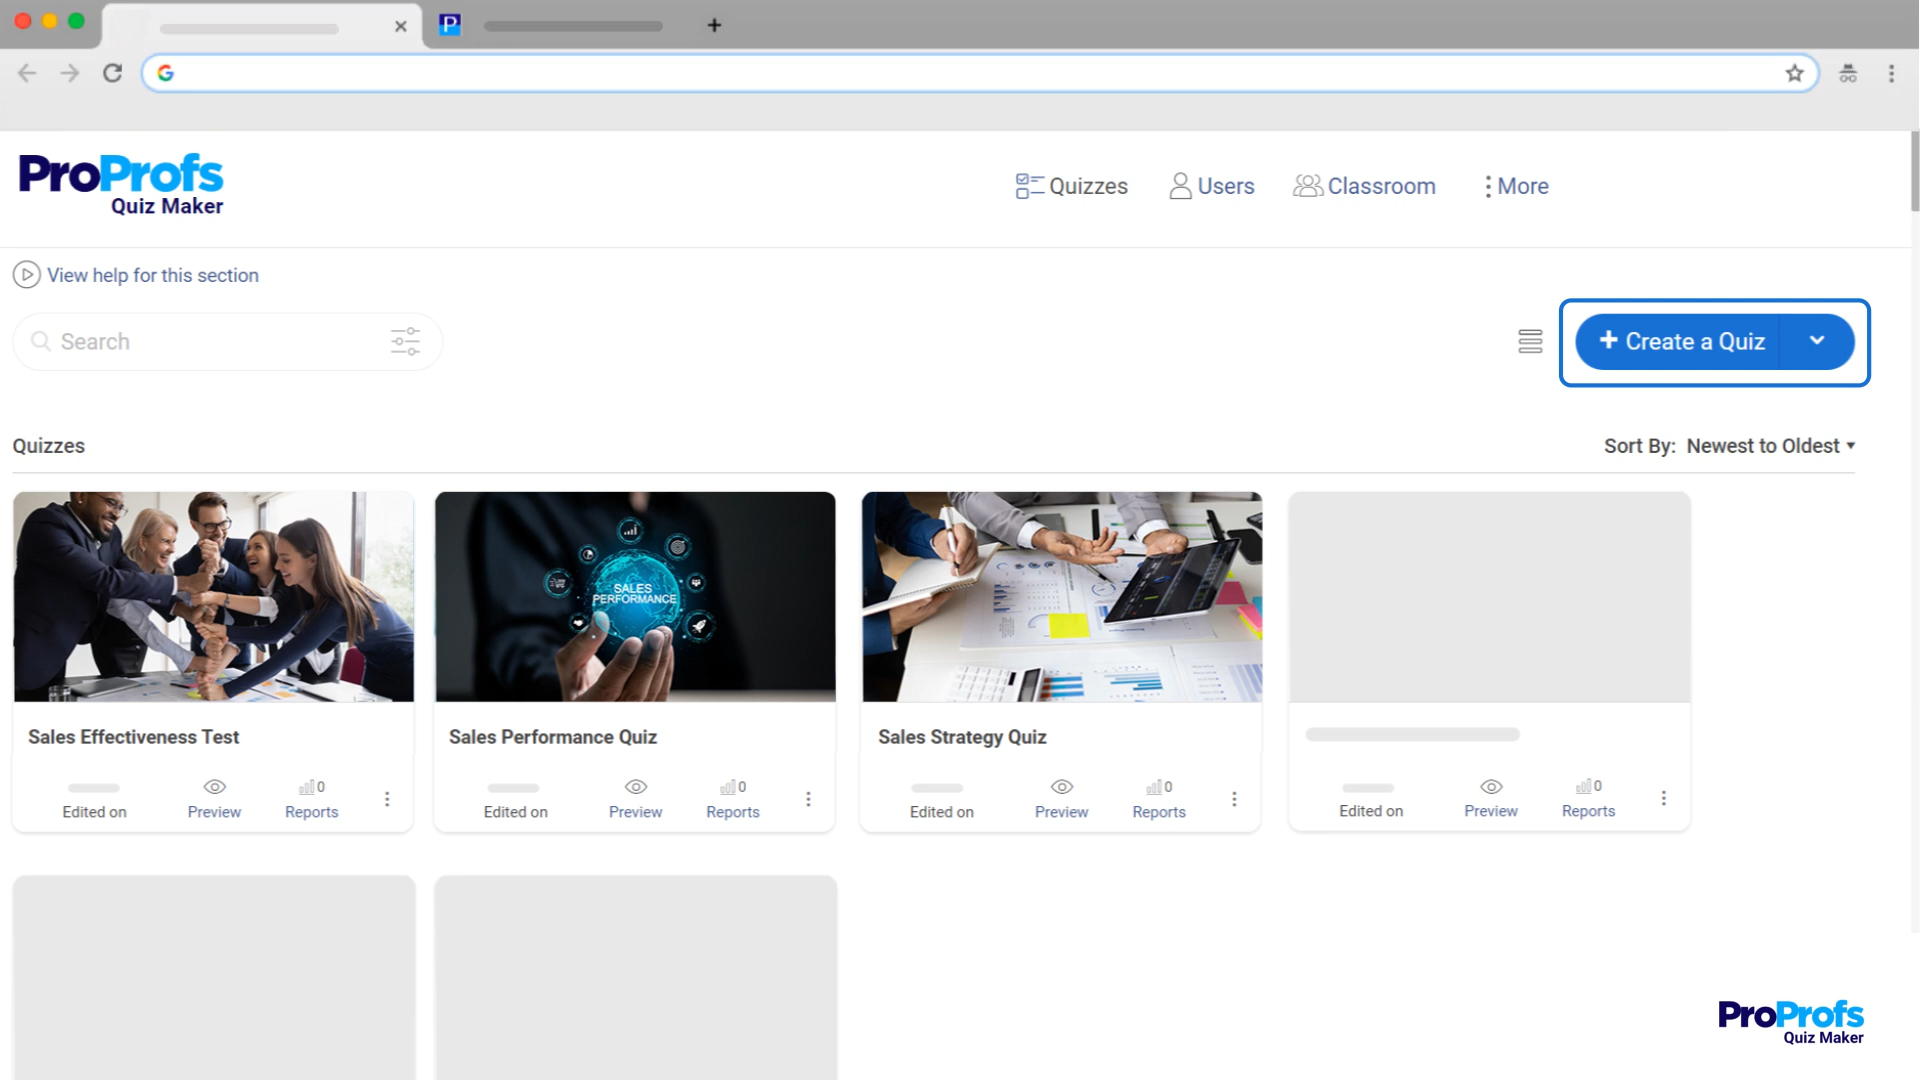 P
ProProfs
Quiz Maker
Quizzes
Users
Classroom
More
View help for this section
Search
+ Create a Quiz
Quizzes
Sort By: Newest to Oldest
SALES
PERFORMANCE
Sales Effectiveness Test
Sales Performance Quiz
Sales Strategy Quiz
0
0
0
0
Edited on
Preview
Reports
Edited on
Preview
Reports
Edited on
Preview
Reports
Edited on
Preview
Reports
ProProfs
Quiz Maker